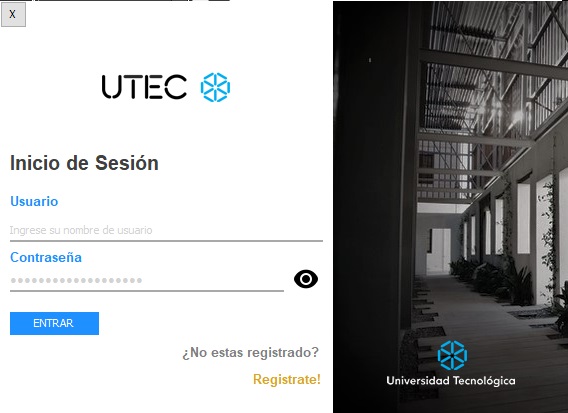 X
UTEC
Inicio de Sesión
Usuario
Ingrese su nombre de usuario
Contraseña
ENTRAR
¿No estas registrado?
Registrate!
Universidad Tecnológica